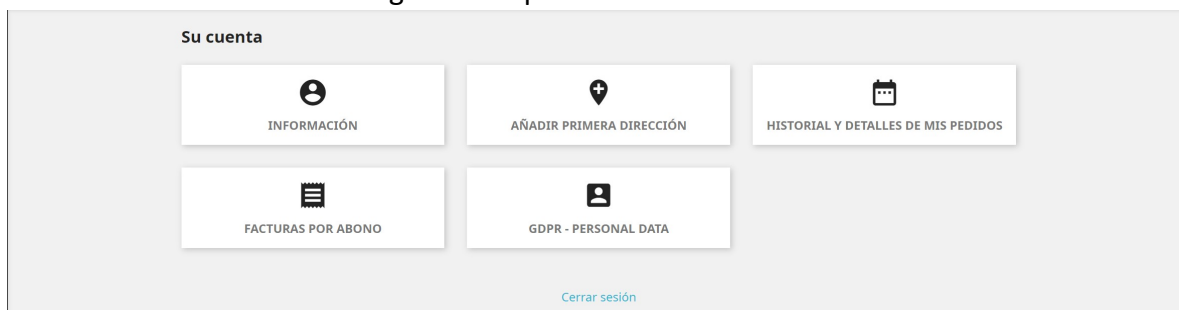 Su cuenta
INFORMACIÓN
AÑADIR PRIMERA DIRECCIÓN
HISTORIAL Y DETALLES DE MIS PEDIDOS
FACTURAS POR ABONO
GDPR - PERSONAL DATA
Cerrar sesión